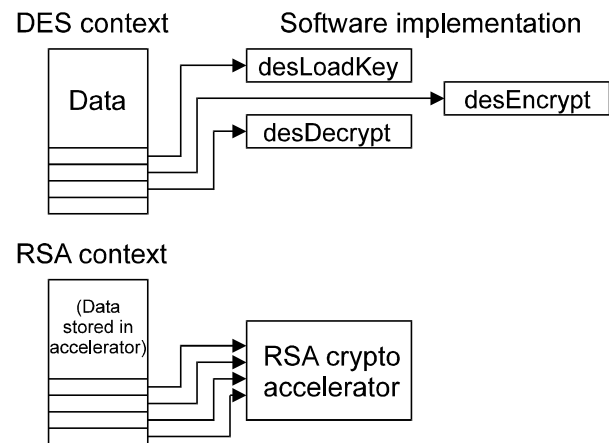 DES context
Software implementation
Data
desLoadKey
desEncrypt
desDecrypt
RSA context
(Data
stored in
accelerator)
RSA crypto
accelerator